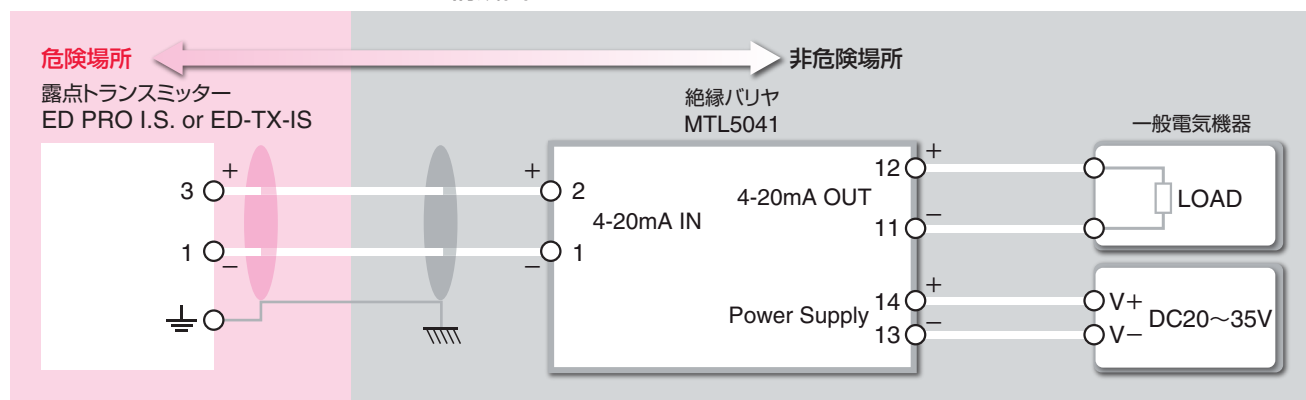 危険場所
非危険場所
露点トランスミッター
ED PRO I.S. or ED-TX-IS
絶縁バリヤ
MTL5041
一般電気機器
+
3
1
−
+
2
4-20mA IN
1
−
4-20mA OUT
12
+
11
−
LOAD
Power Supply
14
+
13
−
V+
V−
DC20〜35V